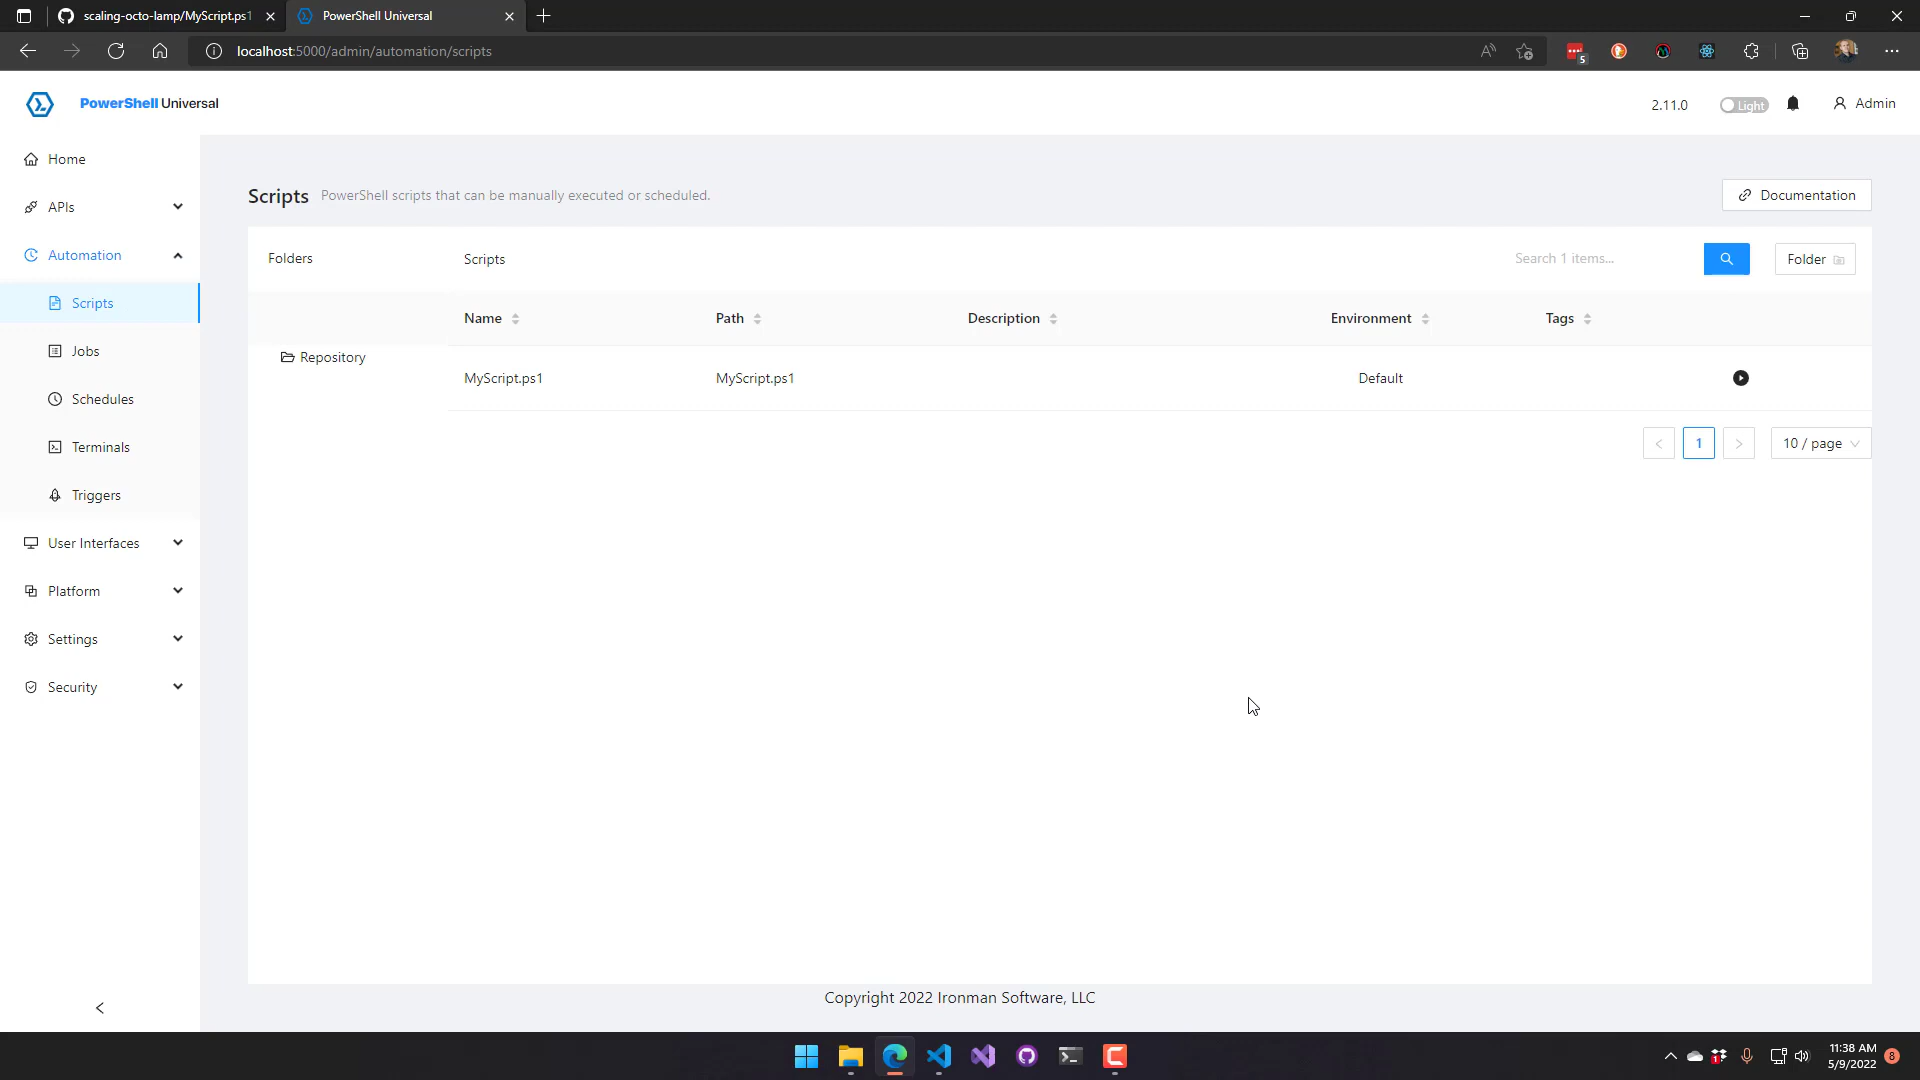 scaling-octo-lamp/MyScript.ps1
PowerShell Universal
localhost:5000/admin/automation/scripts
5
PowerShell Universal
2.11.0
Light
Admin
Home
APIs
Automation
Scripts
Jobs
Schedules
Terminals
Triggers
User Interfaces
Platform
Settings
Security
Scripts PowerShell scripts that can be manually executed or scheduled.
Documentation
Folders
Scripts
Search 1 items...
Folder
Name Path Description Environment Tags
Repository
MyScript.ps1 MyScript.ps1 Default
1
10 / page
Copyright 2022 Ironman Software, LLC
1
11:38 AM
5/9/2022
8